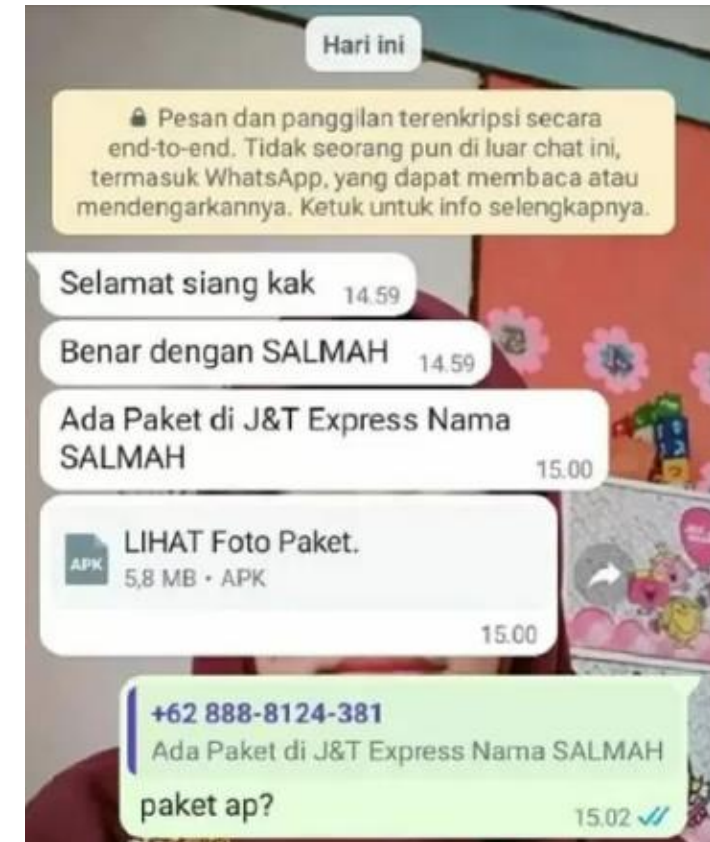 Hari ini
Pesan dan panggilan terenkripsi secara
end-to-end. Tidak seorang pun di luar chat ini,
termasuk WhatsApp, yang dapat membaca atau
mendengarkannya. Ketuk untuk info selengkapnya.
Selamat siang kak 14.59
Benar dengan SALMAH 14.59
Ada Paket di J&T Express Nama
SALMAH 15.00
LIHAT Foto Paket.
APK
5,8 MB • APK
15.00
+62 888-8124-381
Ada Paket di J&T Express Nama SALMAH
paket ap? 15.02